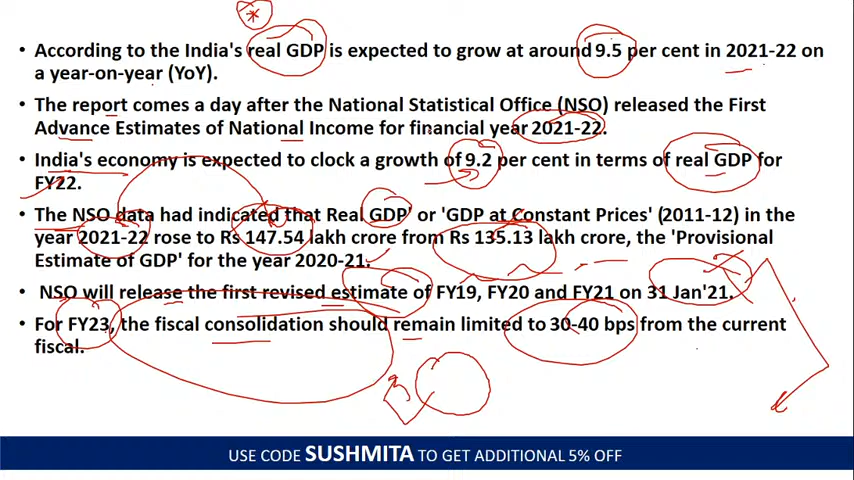 • According to the India's real GDP is expected to grow at around 9.5 per cent in 2021-22 on
a year-on-year (YoY).
• The report comes a day after the National Statistical Office (NSO) released the First
Advance Estimates of National Income for financial year 2021-22.
• India's economy is expected to clock a growth of 9.2 per cent in terms of real GDP for
FY22.
• The NSO data had indicated that Real GDP' or 'GDP at Constant Prices' (2011-12) in the
year 2021-22 rose to Rs 147.54 lakh crore from Rs 135.13 lakh crore, the 'Provisional
Estimate of GDP' for the year 2020-21.
• NSO will release the first revised estimate of FY19, FY20 and FY21 on 31 Jan'21.
• For FY23, the fiscal consolidation should remain limited to 30-40 bps from the current
fiscal.
USE CODE SUSHMITA TO GET ADDITIONAL 5% OFF